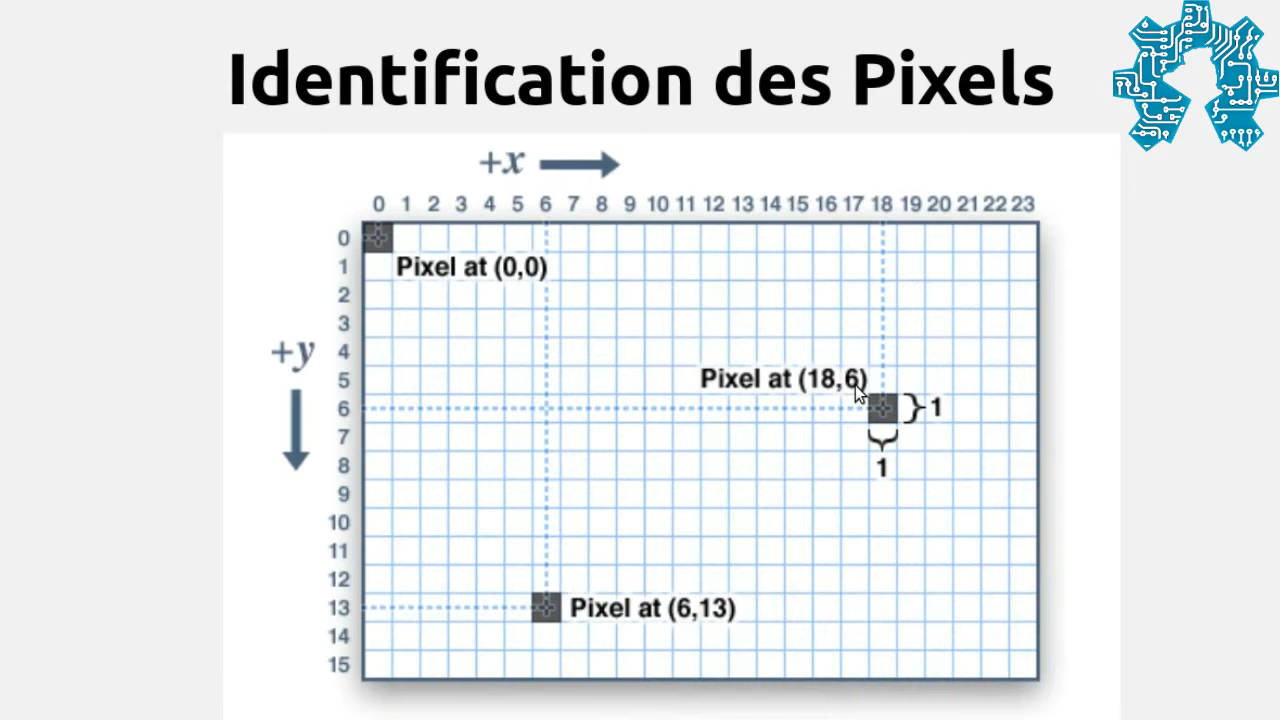 Identification des Pixels
+x
0 1 2 3 4 5 6 7 8 9 10 11 12 13 14 15 16 17 18 19 20 21 22 23
0
Pixel at (0,0)
1
2
3
+y
4
Pixel at (18,6)
5
6
1
7
8
1
9
10
11
12
13
Pixel at (6,13)
14
15